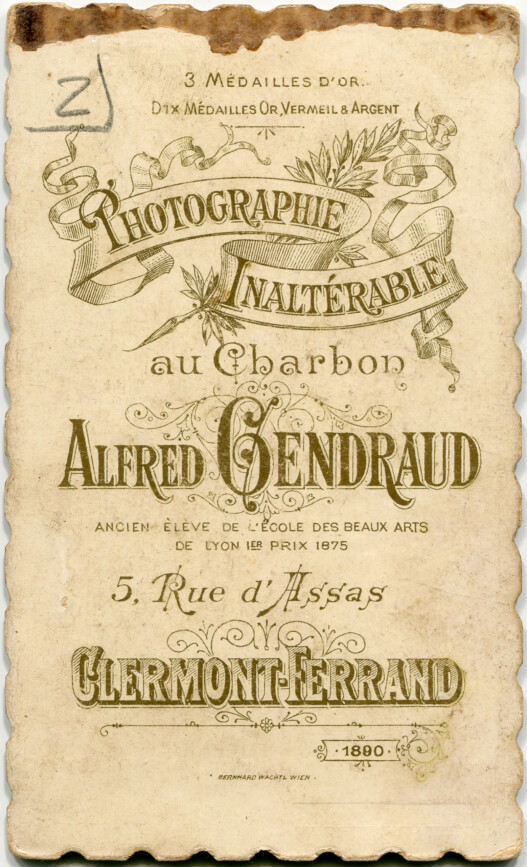 Z
3 MÉDAILLES D'OR.
DIX MÉDAILLES OR, VERMEIL & ARGENT
PHOTOGRAPHIE
INALTÉRABLE
au Charbon
ALFRED GENDRAUD
ANCIEN ÉLÈVE DE L'ÉCOLE DES BEAUX ARTS
DE LYON 1ER PRIX 1875
5, Rue d'Assas
CLERMONT-FERRAND
· 1890 ·
BERNHARD WACHTL WIEN.